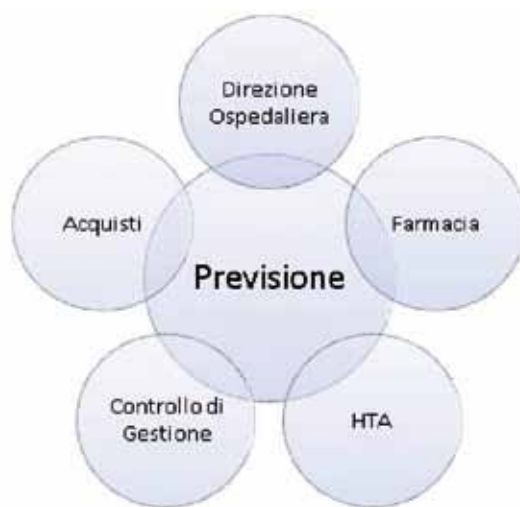 Direzione
Ospedaliera
Acquisti
Farmacia
Previsione
Controllo di
Gestione
HTA